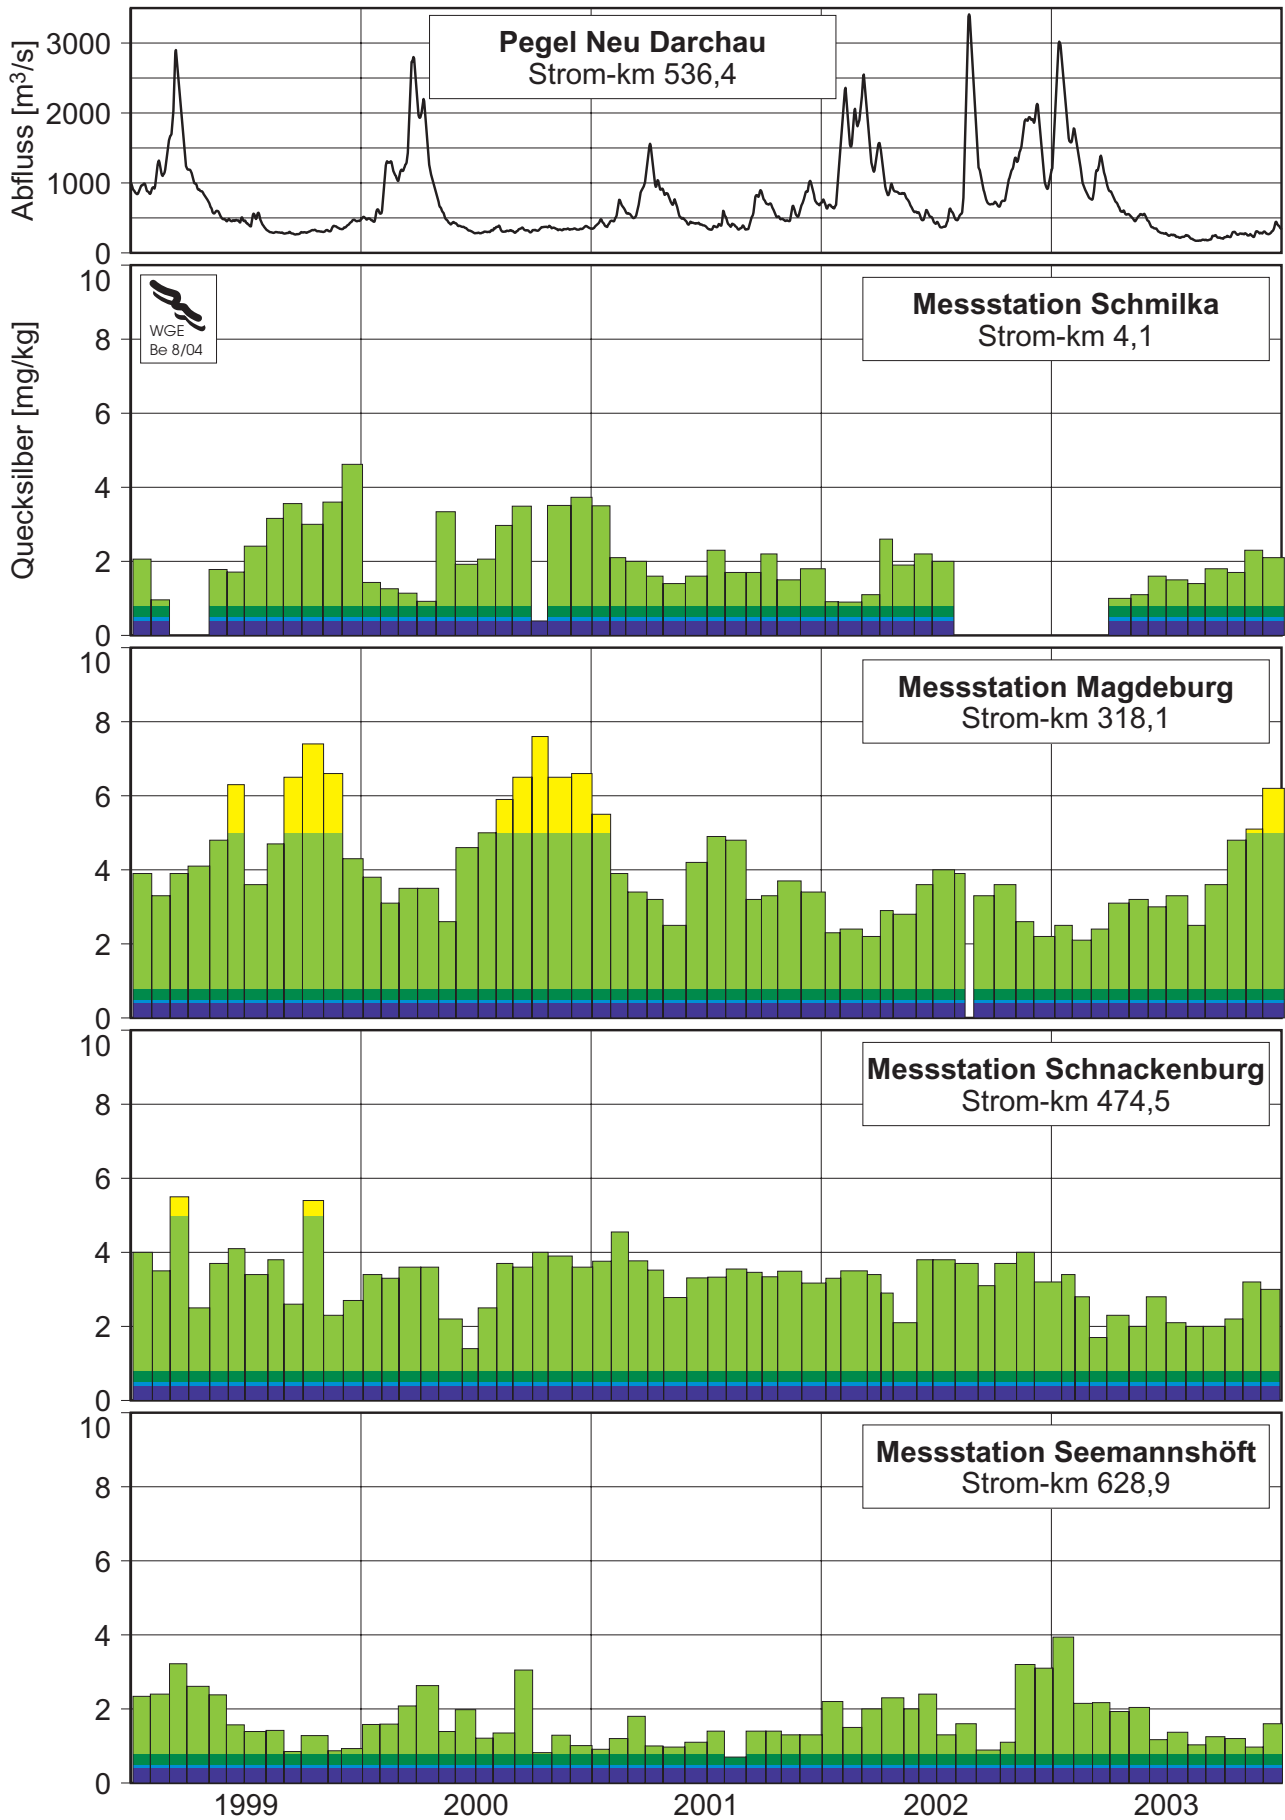 Abfluss [m³/s]
3000
2000
1000
0
Pegel Neu Darchau
Strom-km 536,4
Quecksilber [mg/kg]
10
8
6
4
2
0
WGE
Be 8/04
Messstation Schmilka
Strom-km 4,1
10
8
6
4
2
0
Messstation Magdeburg
Strom-km 318,1
10
8
6
4
2
0
Messstation Schnackenburg
Strom-km 474,5
10
8
6
4
2
0
Messstation Seemannshöft
Strom-km 628,9
1999 2000 2001 2002 2003